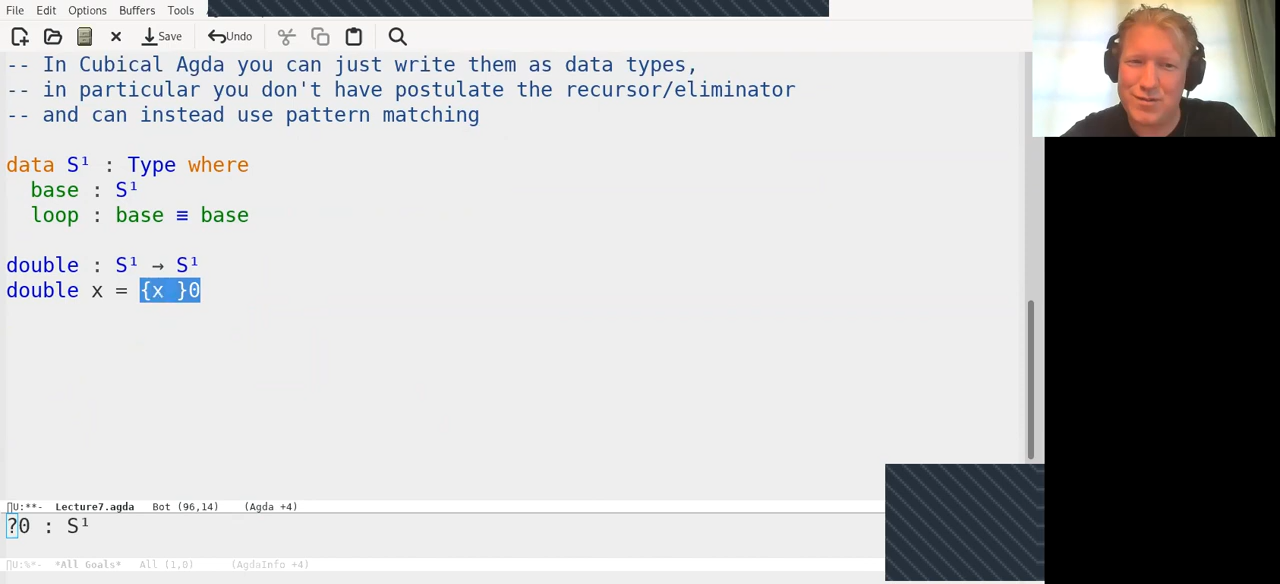 File Edit Options Buffers Tools
Save Undo
-- In Cubical Agda you can just write them as data types,
-- in particular you don't have postulate the recursor/eliminator
-- and can instead use pattern matching
data S¹ : Type where
base : S¹
loop : base ≡ base
double : S¹ → S¹
double x = {x }0
U:**- Lecture7.agda Bot (96,14) (Agda +4)
?0 : S¹
U:%*- *All Goals* All (1,0) (AgdaInfo +4)